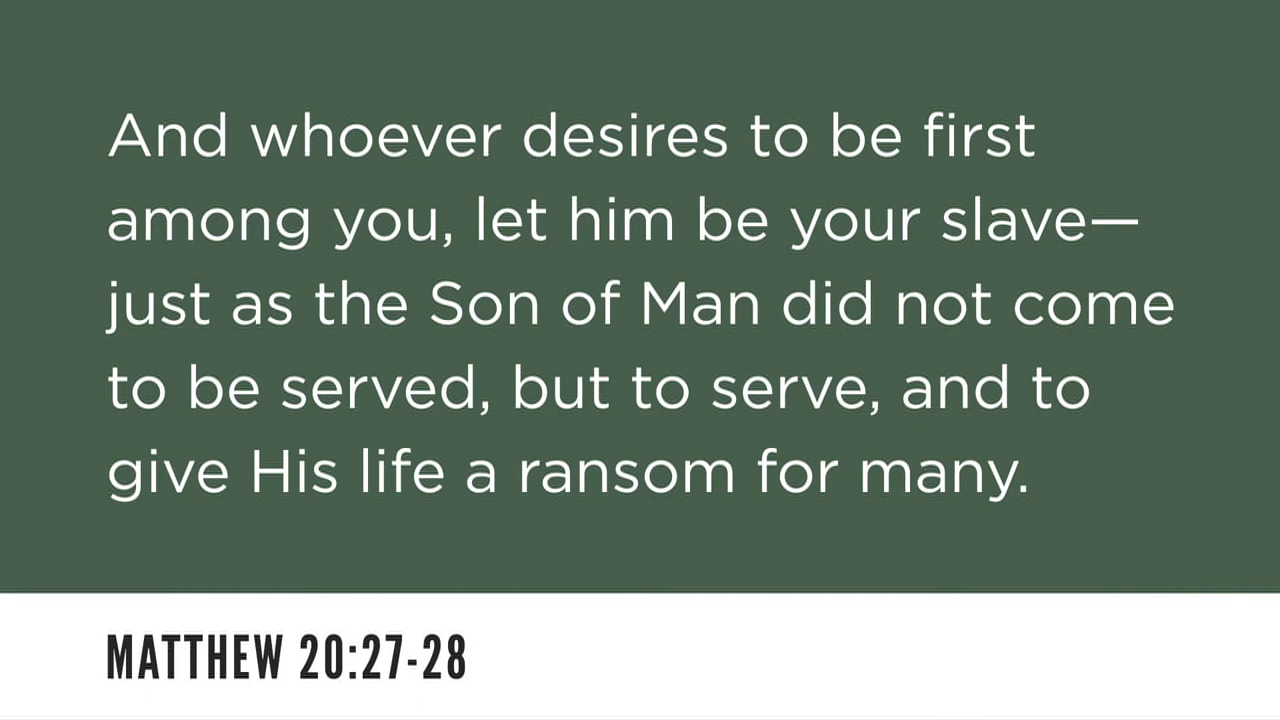 And whoever desires to be first
among you, let him be your slave—
just as the Son of Man did not come
to be served, but to serve, and to
give His life a ransom for many.
MATTHEW 20:27-28